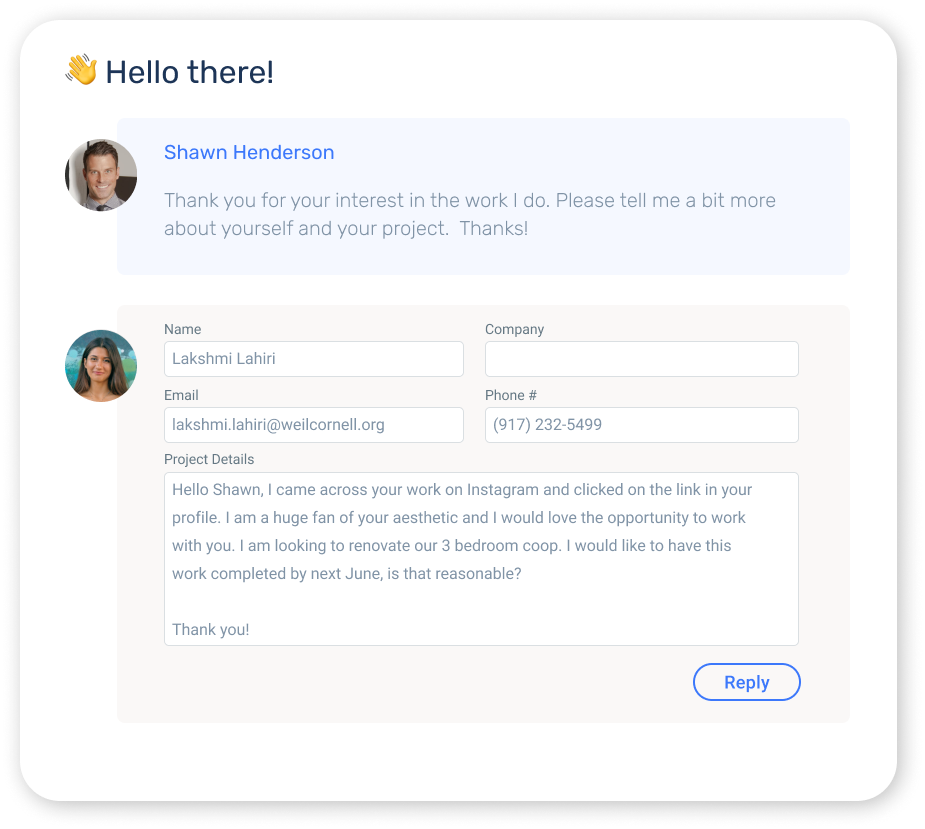 👋 Hello there!
Shawn Henderson
Thank you for your interest in the work I do. Please tell me a bit more
about yourself and your project.  Thanks!
Name
Company
Lakshmi Lahiri
Email
Phone #
lakshmi.lahiri@weilcornell.org
(917) 232-5499
Project Details
Hello Shawn, I came across your work on Instagram and clicked on the link in your
profile. I am a huge fan of your aesthetic and I would love the opportunity to work
with you. I am looking to renovate our 3 bedroom coop. I would like to have this
work completed by next June, is that reasonable?
Thank you!
Reply